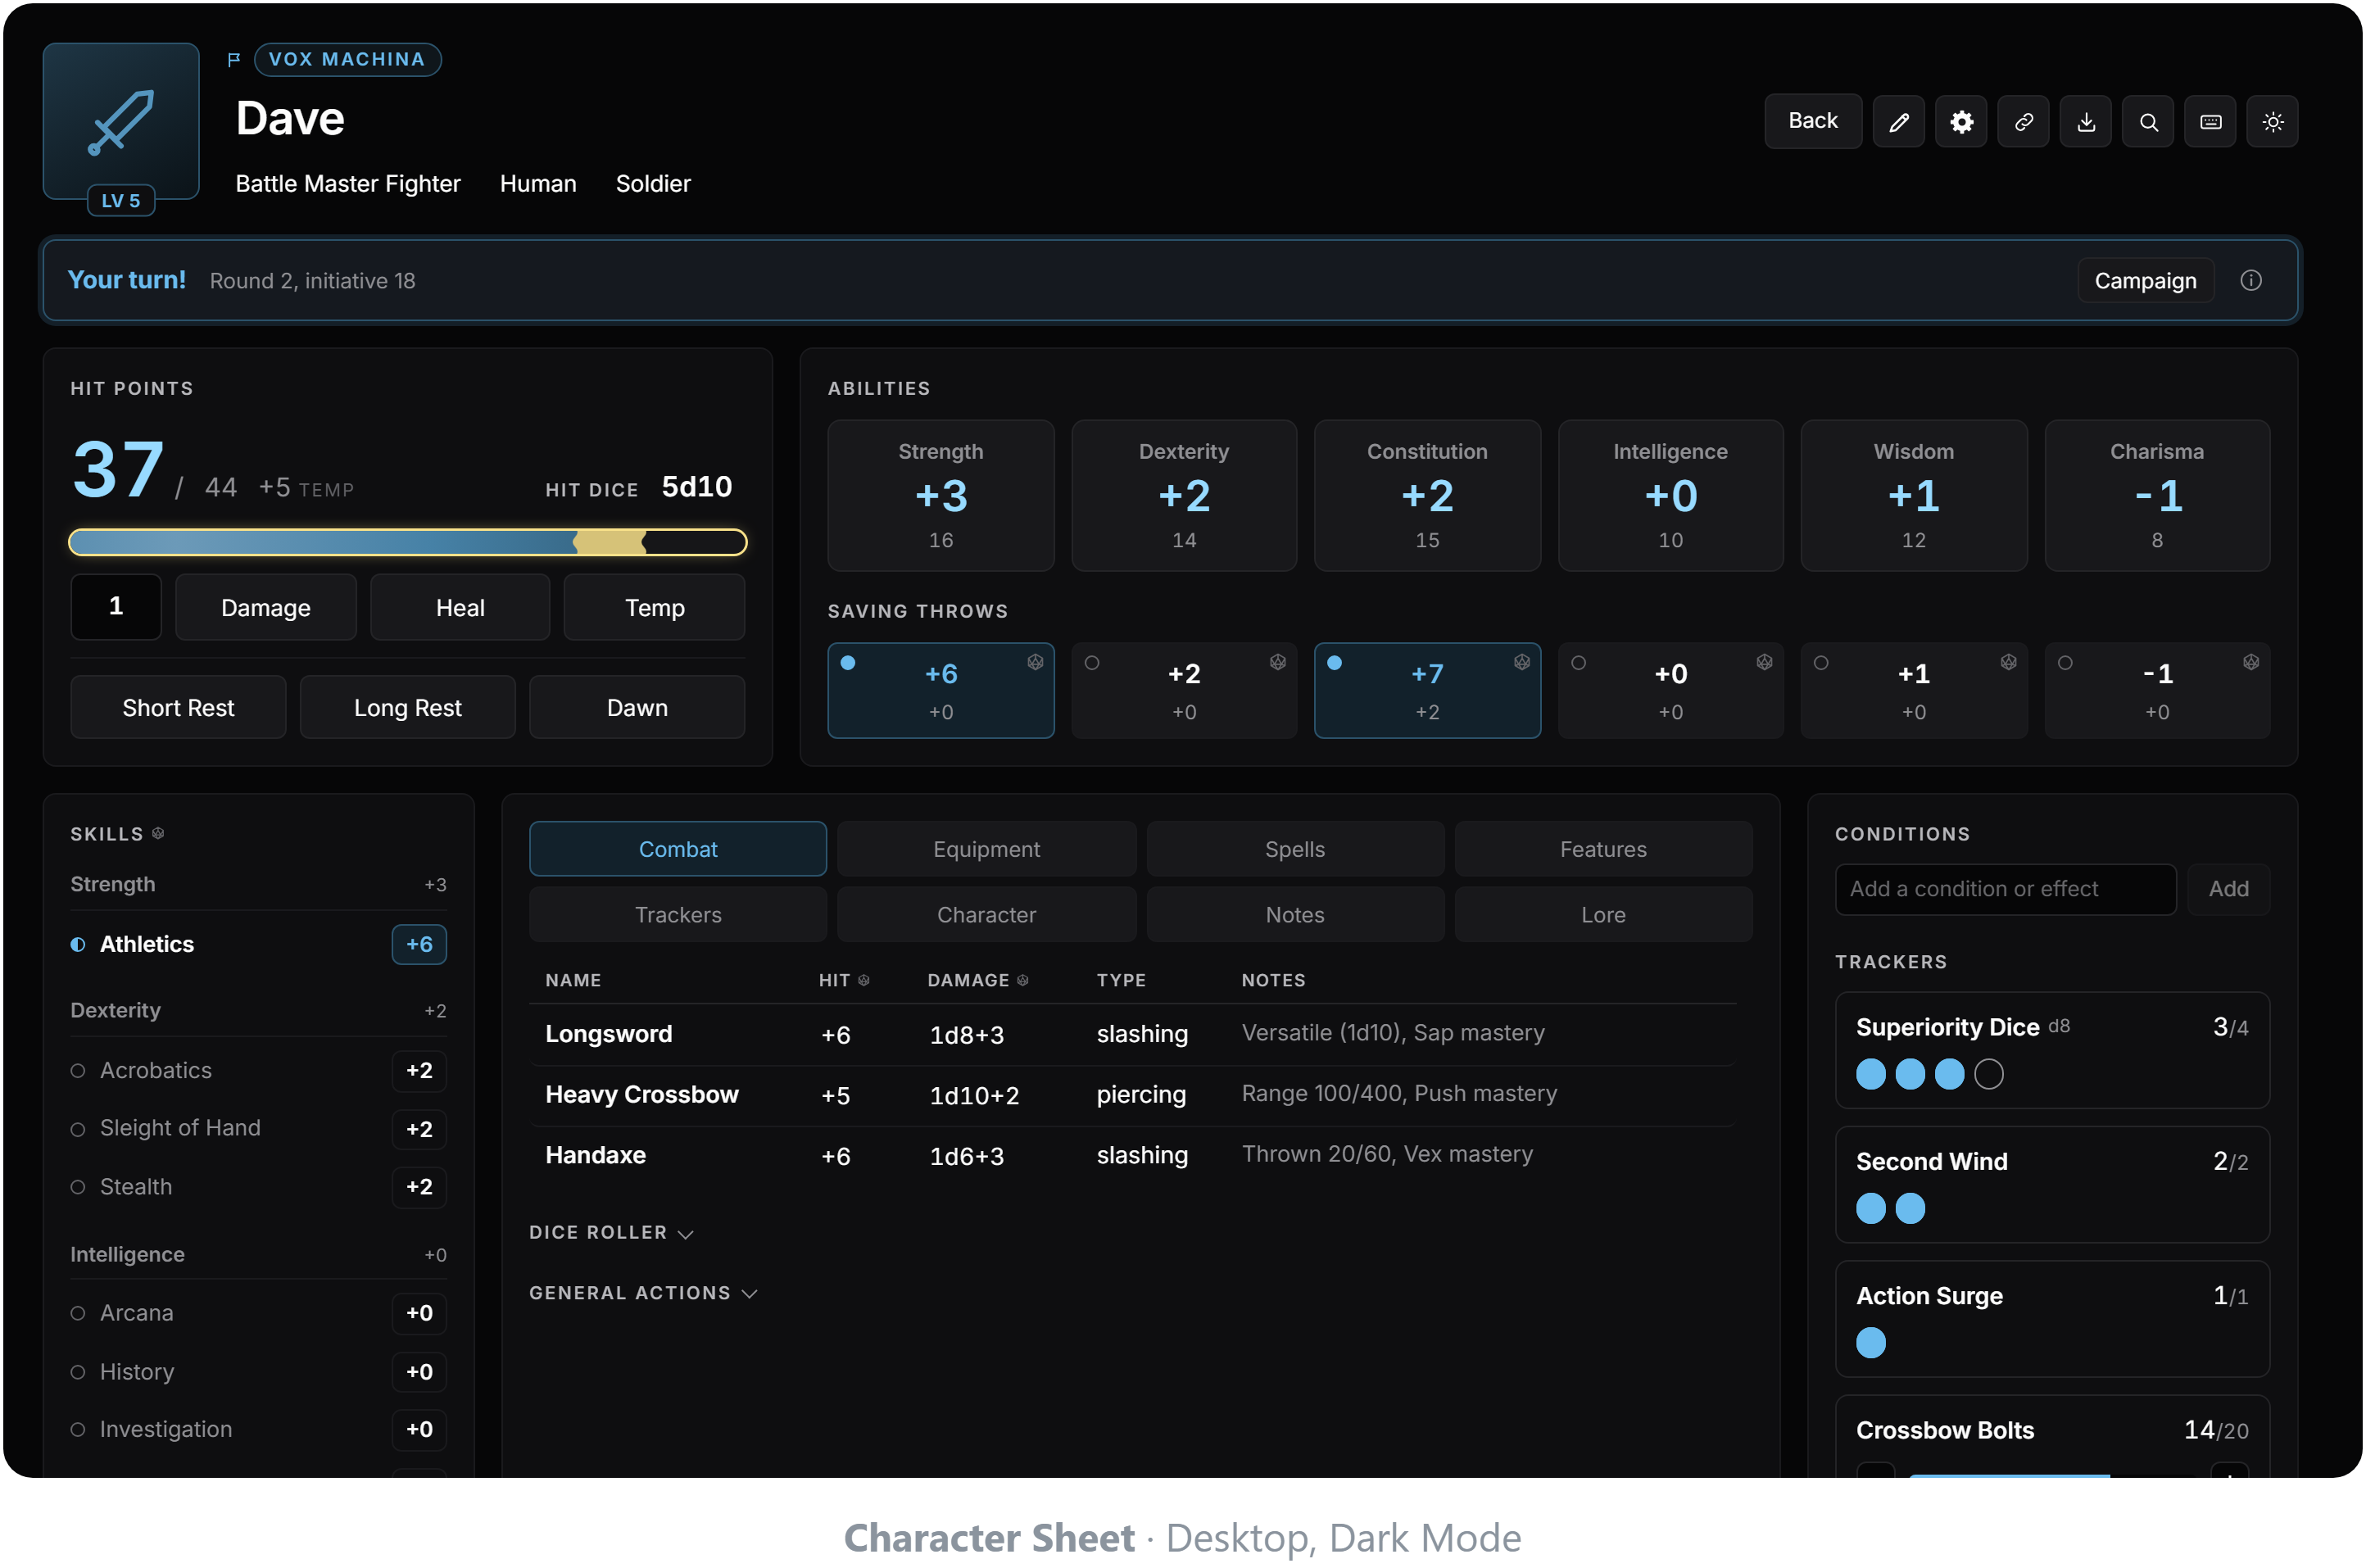 VOX MACHINA
Dave
Battle Master Fighter Human Soldier
LV 5
Back
Your turn! Round 2, initiative 18
Campaign
HIT POINTS
37 / 44 +5 TEMP
HIT DICE 5d10
1 Damage Heal Temp
Short Rest Long Rest Dawn
ABILITIES
Strength Dexterity Constitution Intelligence Wisdom Charisma
+3 +2 +2 +0 +1 -1
16 14 15 10 12 8
SAVING THROWS
+6 +2 +7 +0 +1 -1
+0 +0 +2 +0 +0 +0
SKILLS
Strength +3
Athletics +6
Dexterity +2
Acrobatics +2
Sleight of Hand +2
Stealth +2
Intelligence +0
Arcana +0
History +0
Investigation +0
Combat Equipment Spells Features
Trackers Character Notes Lore
NAME HIT DAMAGE TYPE NOTES
Longsword +6 1d8+3 slashing Versatile (1d10), Sap mastery
Heavy Crossbow +5 1d10+2 piercing Range 100/400, Push mastery
Handaxe +6 1d6+3 slashing Thrown 20/60, Vex mastery
DICE ROLLER
GENERAL ACTIONS
CONDITIONS
Add a condition or effect Add
TRACKERS
Superiority Dice d8 3/4
Second Wind 2/2
Action Surge 1/1
Crossbow Bolts 14/20
Character Sheet · Desktop, Dark Mode